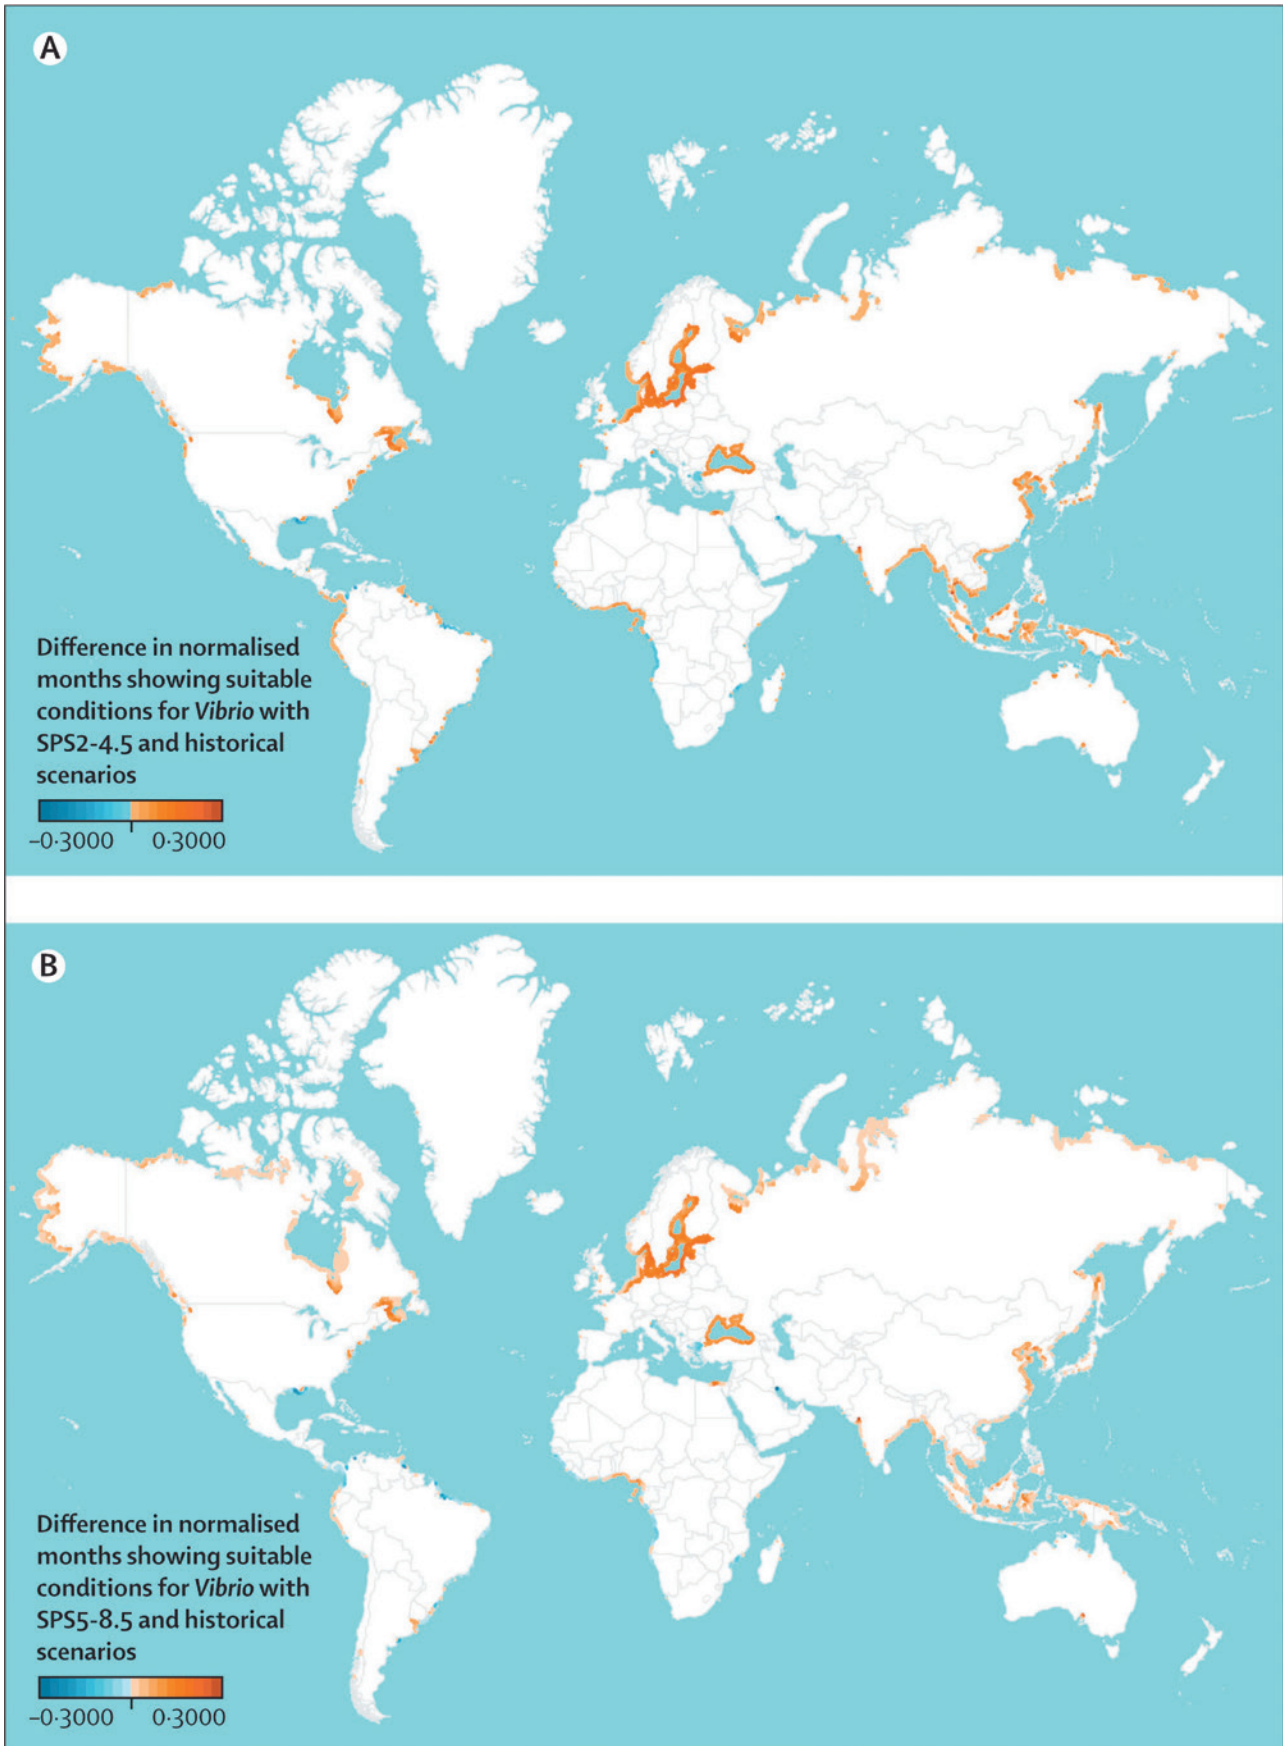 A
Difference in normalised
months showing suitable
conditions for Vibrio with
SPS2-4.5 and historical
scenarios
–0·3000 0·3000
B
Difference in normalised
months showing suitable
conditions for Vibrio with
SPS5-8.5 and historical
scenarios
–0·3000 0·3000